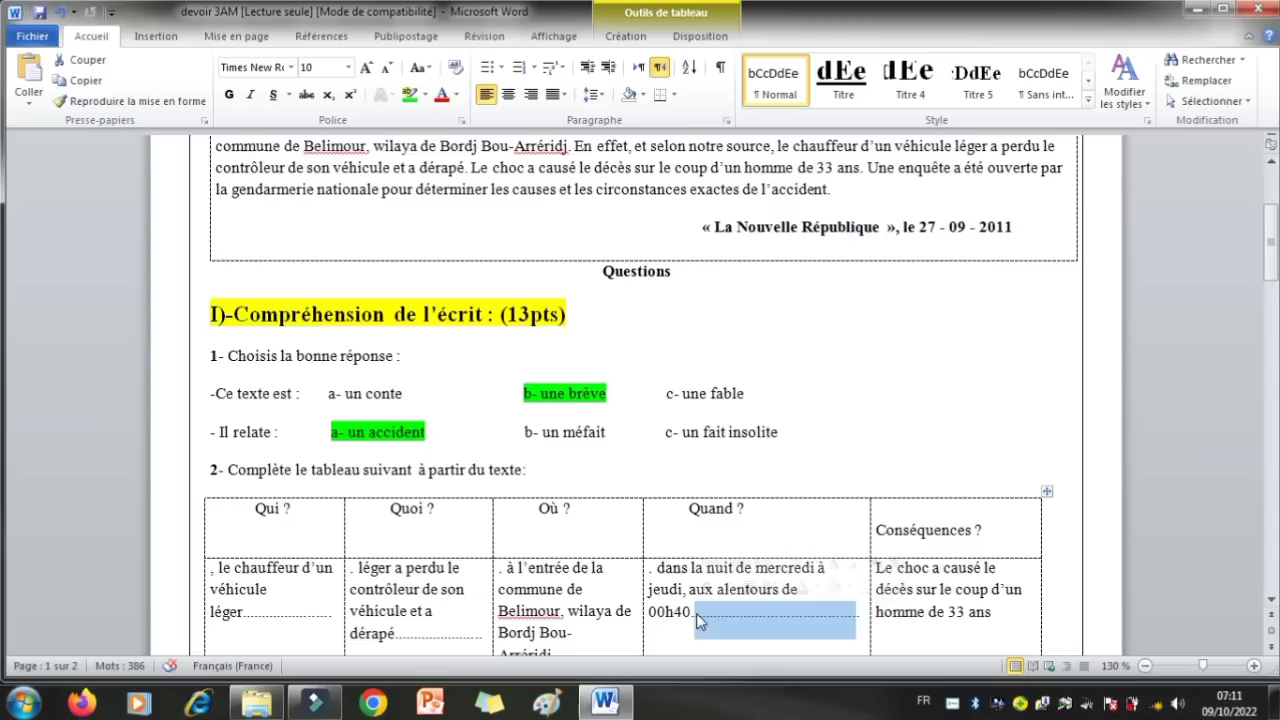 devoir 3AM [Lecture seule] [Mode de compatibilité] - Microsoft Word
Outils de tableau
Fichier Accueil Insertion Mise en page Références Publipostage Révision Affichage Création Disposition
Coller
Couper
Copier
Reproduire la mise en forme
Presse-papiers
Times New Ro 10
Police
Paragraphe
bCcDdEe dEe dEe :DdEe bCcDdEe
¶ Normal Titre Titre 4 Titre 5 ¶ Sans int...
Modifier les styles
Style
Rechercher
Remplacer
Sélectionner
Modification
commune de Belimour, wilaya de Bordj Bou-Arréridj. En effet, et selon notre source, le chauffeur d’un véhicule léger a perdu le
contrôleur de son véhicule et a dérapé. Le choc a causé le décès sur le coup d’un homme de 33 ans. Une enquête a été ouverte par
la gendarmerie nationale pour déterminer les causes et les circonstances exactes de l’accident.
« La Nouvelle République », le 27 - 09 - 2011
Questions
I)-Compréhension de l’écrit : (13pts)
1- Choisis la bonne réponse :
-Ce texte est : a- un conte b- une brève c- une fable
- Il relate : a- un accident b- un méfait c- un fait insolite
2- Complète le tableau suivant à partir du texte:
Qui ? Quoi ? Où ? Quand ? Conséquences ?
, le chauffeur d’un
véhicule
léger......................
. léger a perdu le
contrôleur de son
véhicule et a
dérapé......................
. à l’entrée de la
commune de
Belimour, wilaya de
Bordj Bou-
Arréridj
. dans la nuit de mercredi à
jeudi, aux alentours de
00h40..........................................
Le choc a causé le
décès sur le coup d’un
homme de 33 ans
Page : 1 sur 2 Mots : 386 Français (France) 130 %
FR 07:11
09/10/2022